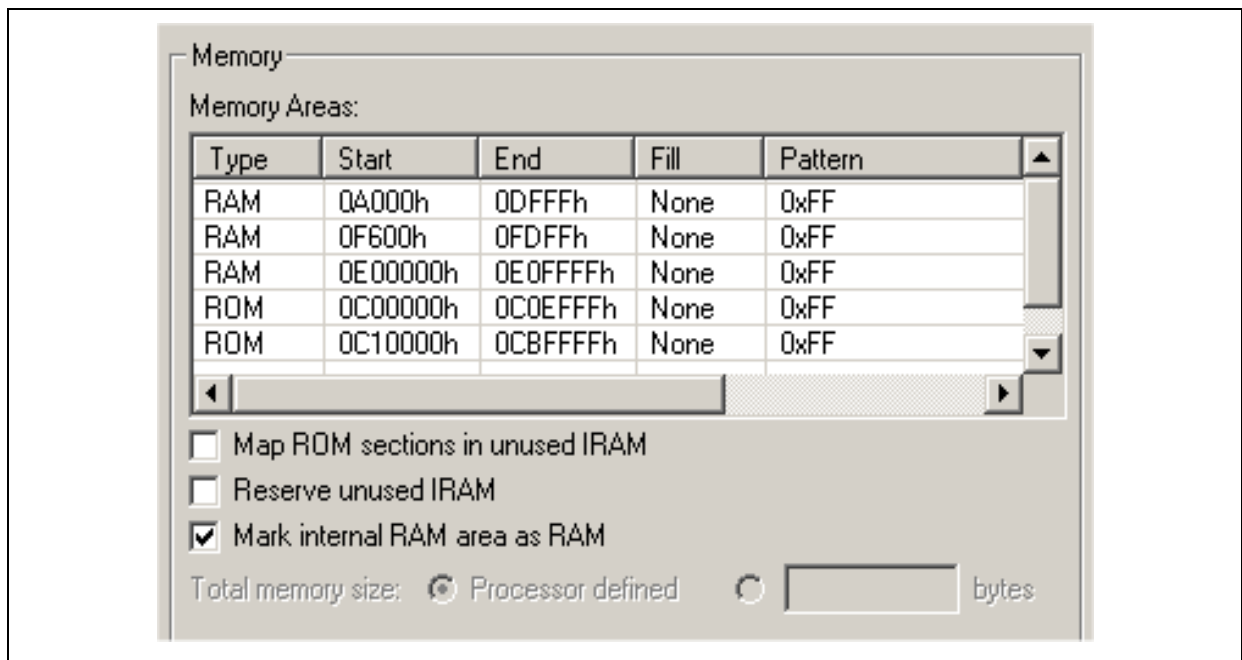 Memory
Memory Areas:
Type Start End Fill Pattern
RAM 0A000h 0DFFFh None 0xFF
RAM 0F600h 0FDFFh None 0xFF
RAM 0E00000h 0E0FFFFh None 0xFF
ROM 0C00000h 0C0EFFFh None 0xFF
ROM 0C10000h 0CBFFFFh None 0xFF
Map ROM sections in unused IRAM
Reserve unused IRAM
Mark internal RAM area as RAM
Total memory size: Processor defined bytes